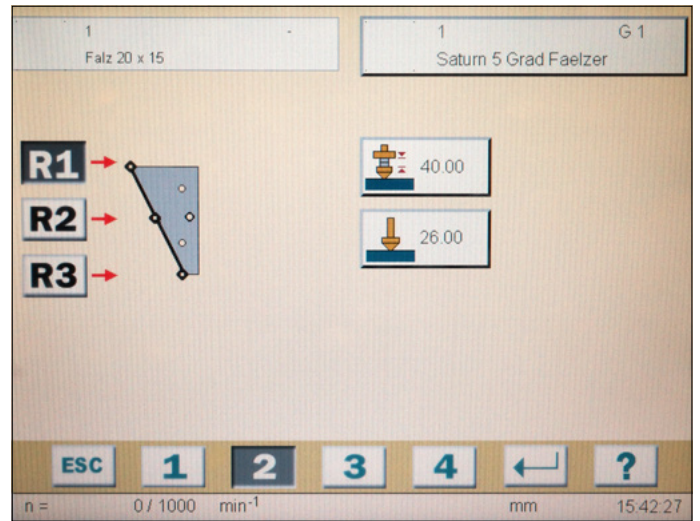 1 - 1 G 1
Falz 20 x 15 Saturn 5 Grad Faelzer
R1 40.00
R2 26.00
R3
ESC 1 2 3 4 ?
n = 0 / 1000 min-1 mm 15:42:27